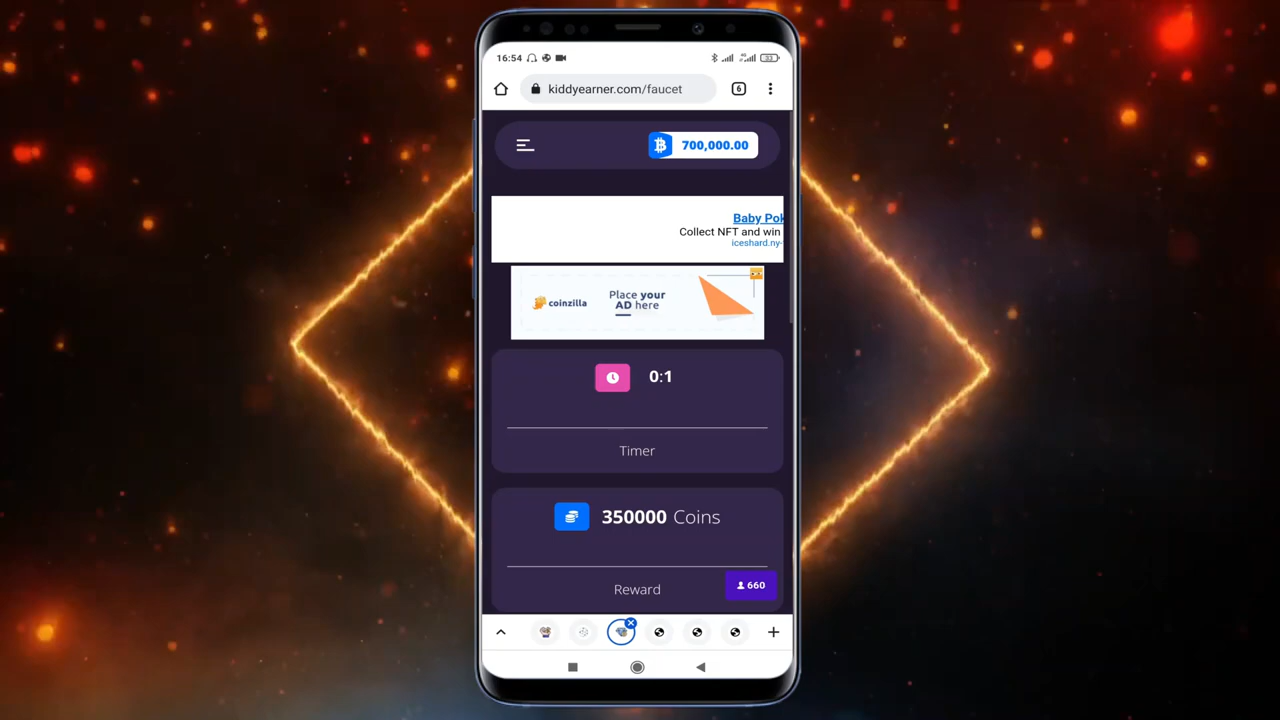 16:54
33
kiddyearner.com/faucet
6
700,000.00
Baby Pok
Collect NFT and win
iceshard.ny-
coinzilla
Place your
AD here
0:1
Timer
350000 Coins
Reward
660